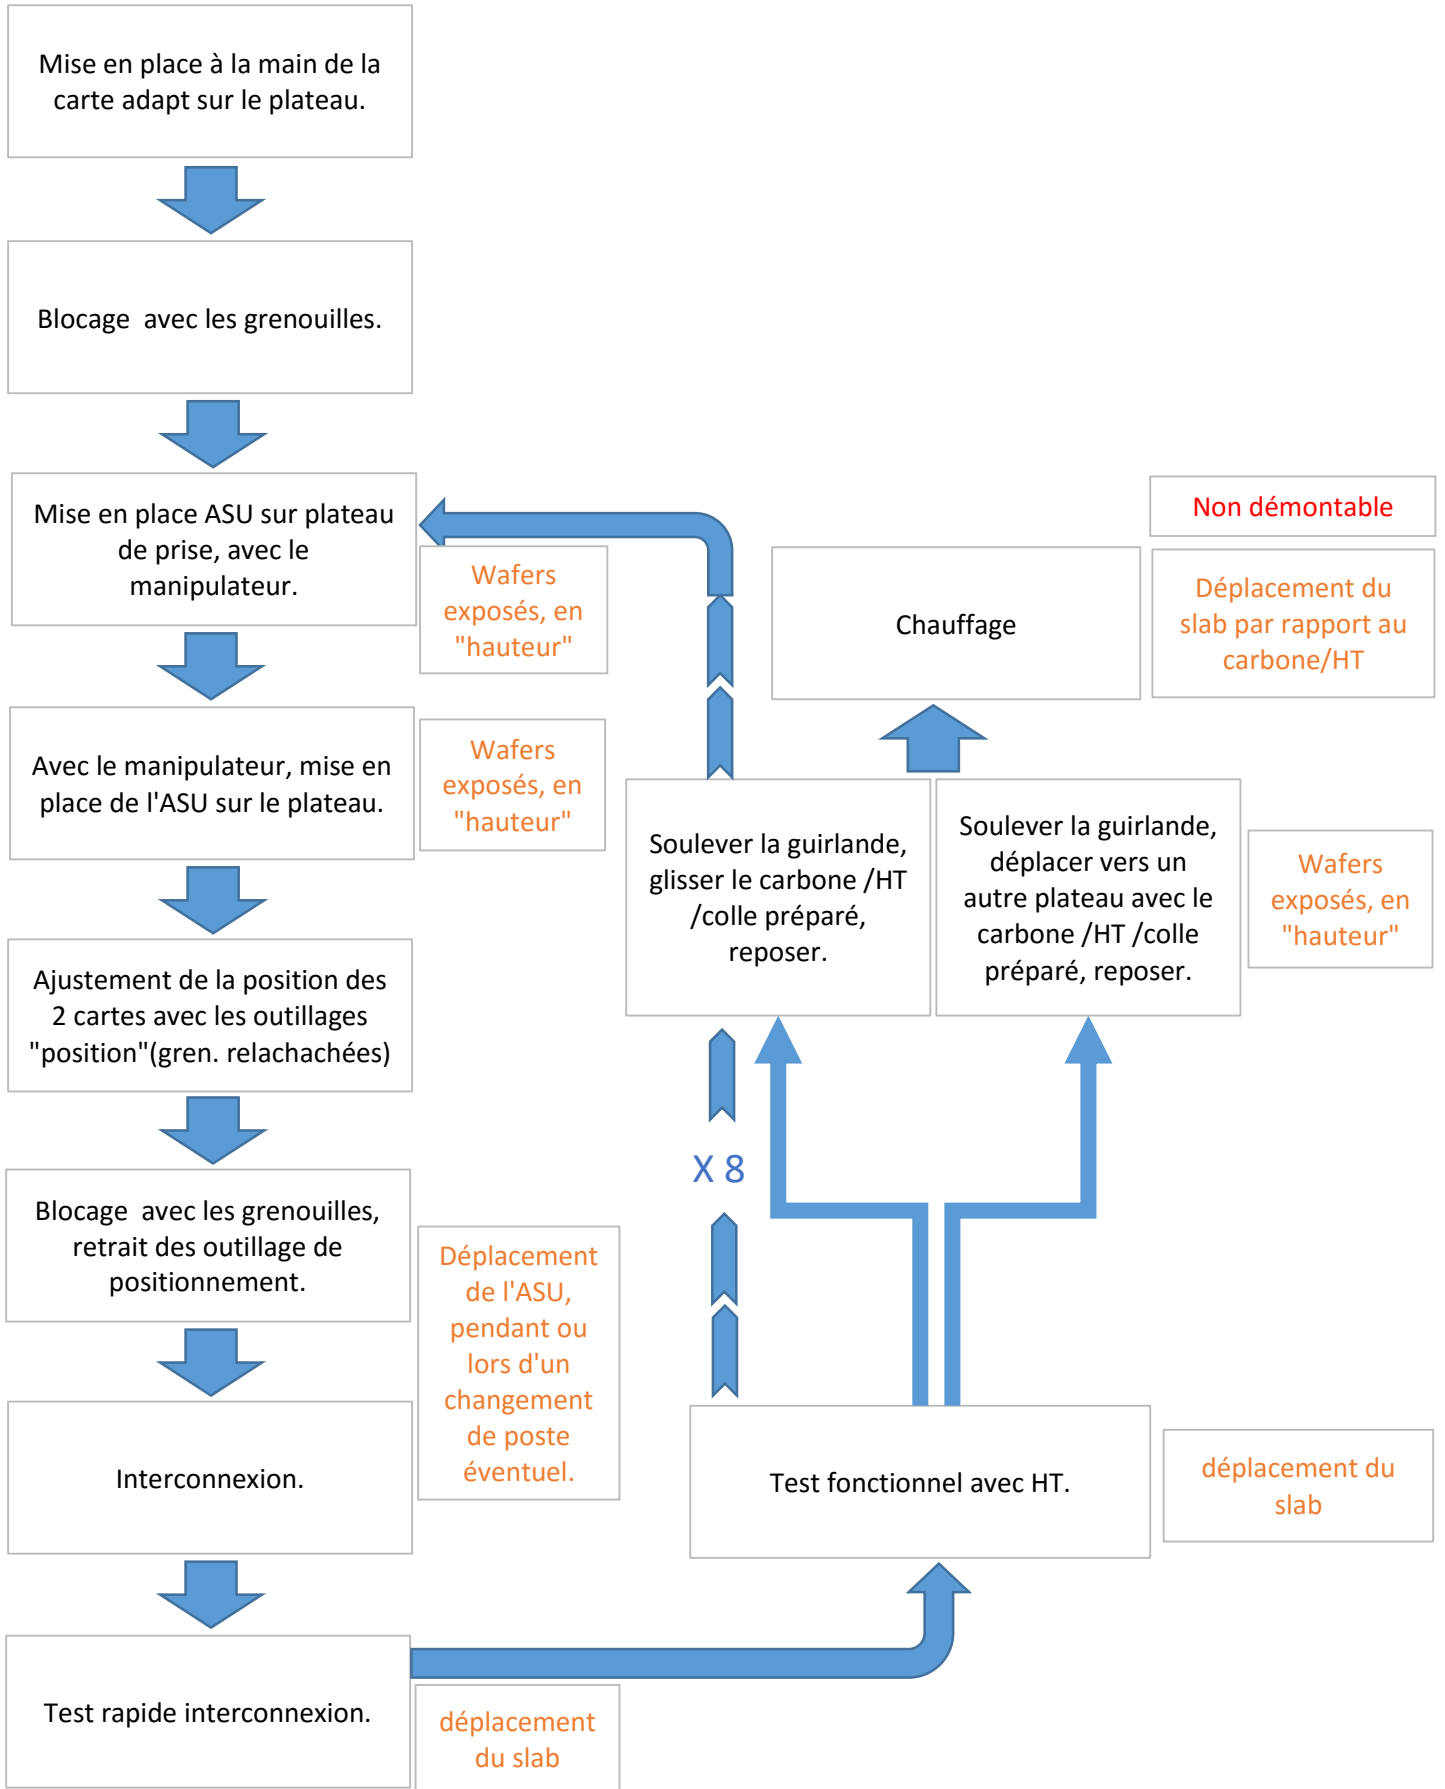 Mise en place à la main de la
carte adapt sur le plateau.
Blocage  avec les grenouilles.
Mise en place ASU sur plateau
de prise, avec le
manipulateur.
Wafers
exposés, en
"hauteur"
Avec le manipulateur, mise en
place de l'ASU sur le plateau.
Wafers
exposés, en
"hauteur"
Ajustement de la position des
2 cartes avec les outillages
"position"(gren. relachachées)
Blocage  avec les grenouilles,
retrait des outillage de
positionnement.
Déplacement
de l'ASU,
pendant ou
lors d'un
changement
de poste
éventuel.
Interconnexion.
Test rapide interconnexion.
déplacement
du slab
Non démontable
Chauffage
Déplacement du
slab par rapport au
carbone/HT
Soulever la guirlande,
glisser le carbone /HT
/colle préparé,
reposer.
Soulever la guirlande,
déplacer vers un
autre plateau avec le
carbone /HT /colle
préparé, reposer.
Wafers
exposés, en
"hauteur"
X 8
Test fonctionnel avec HT.
déplacement du
slab